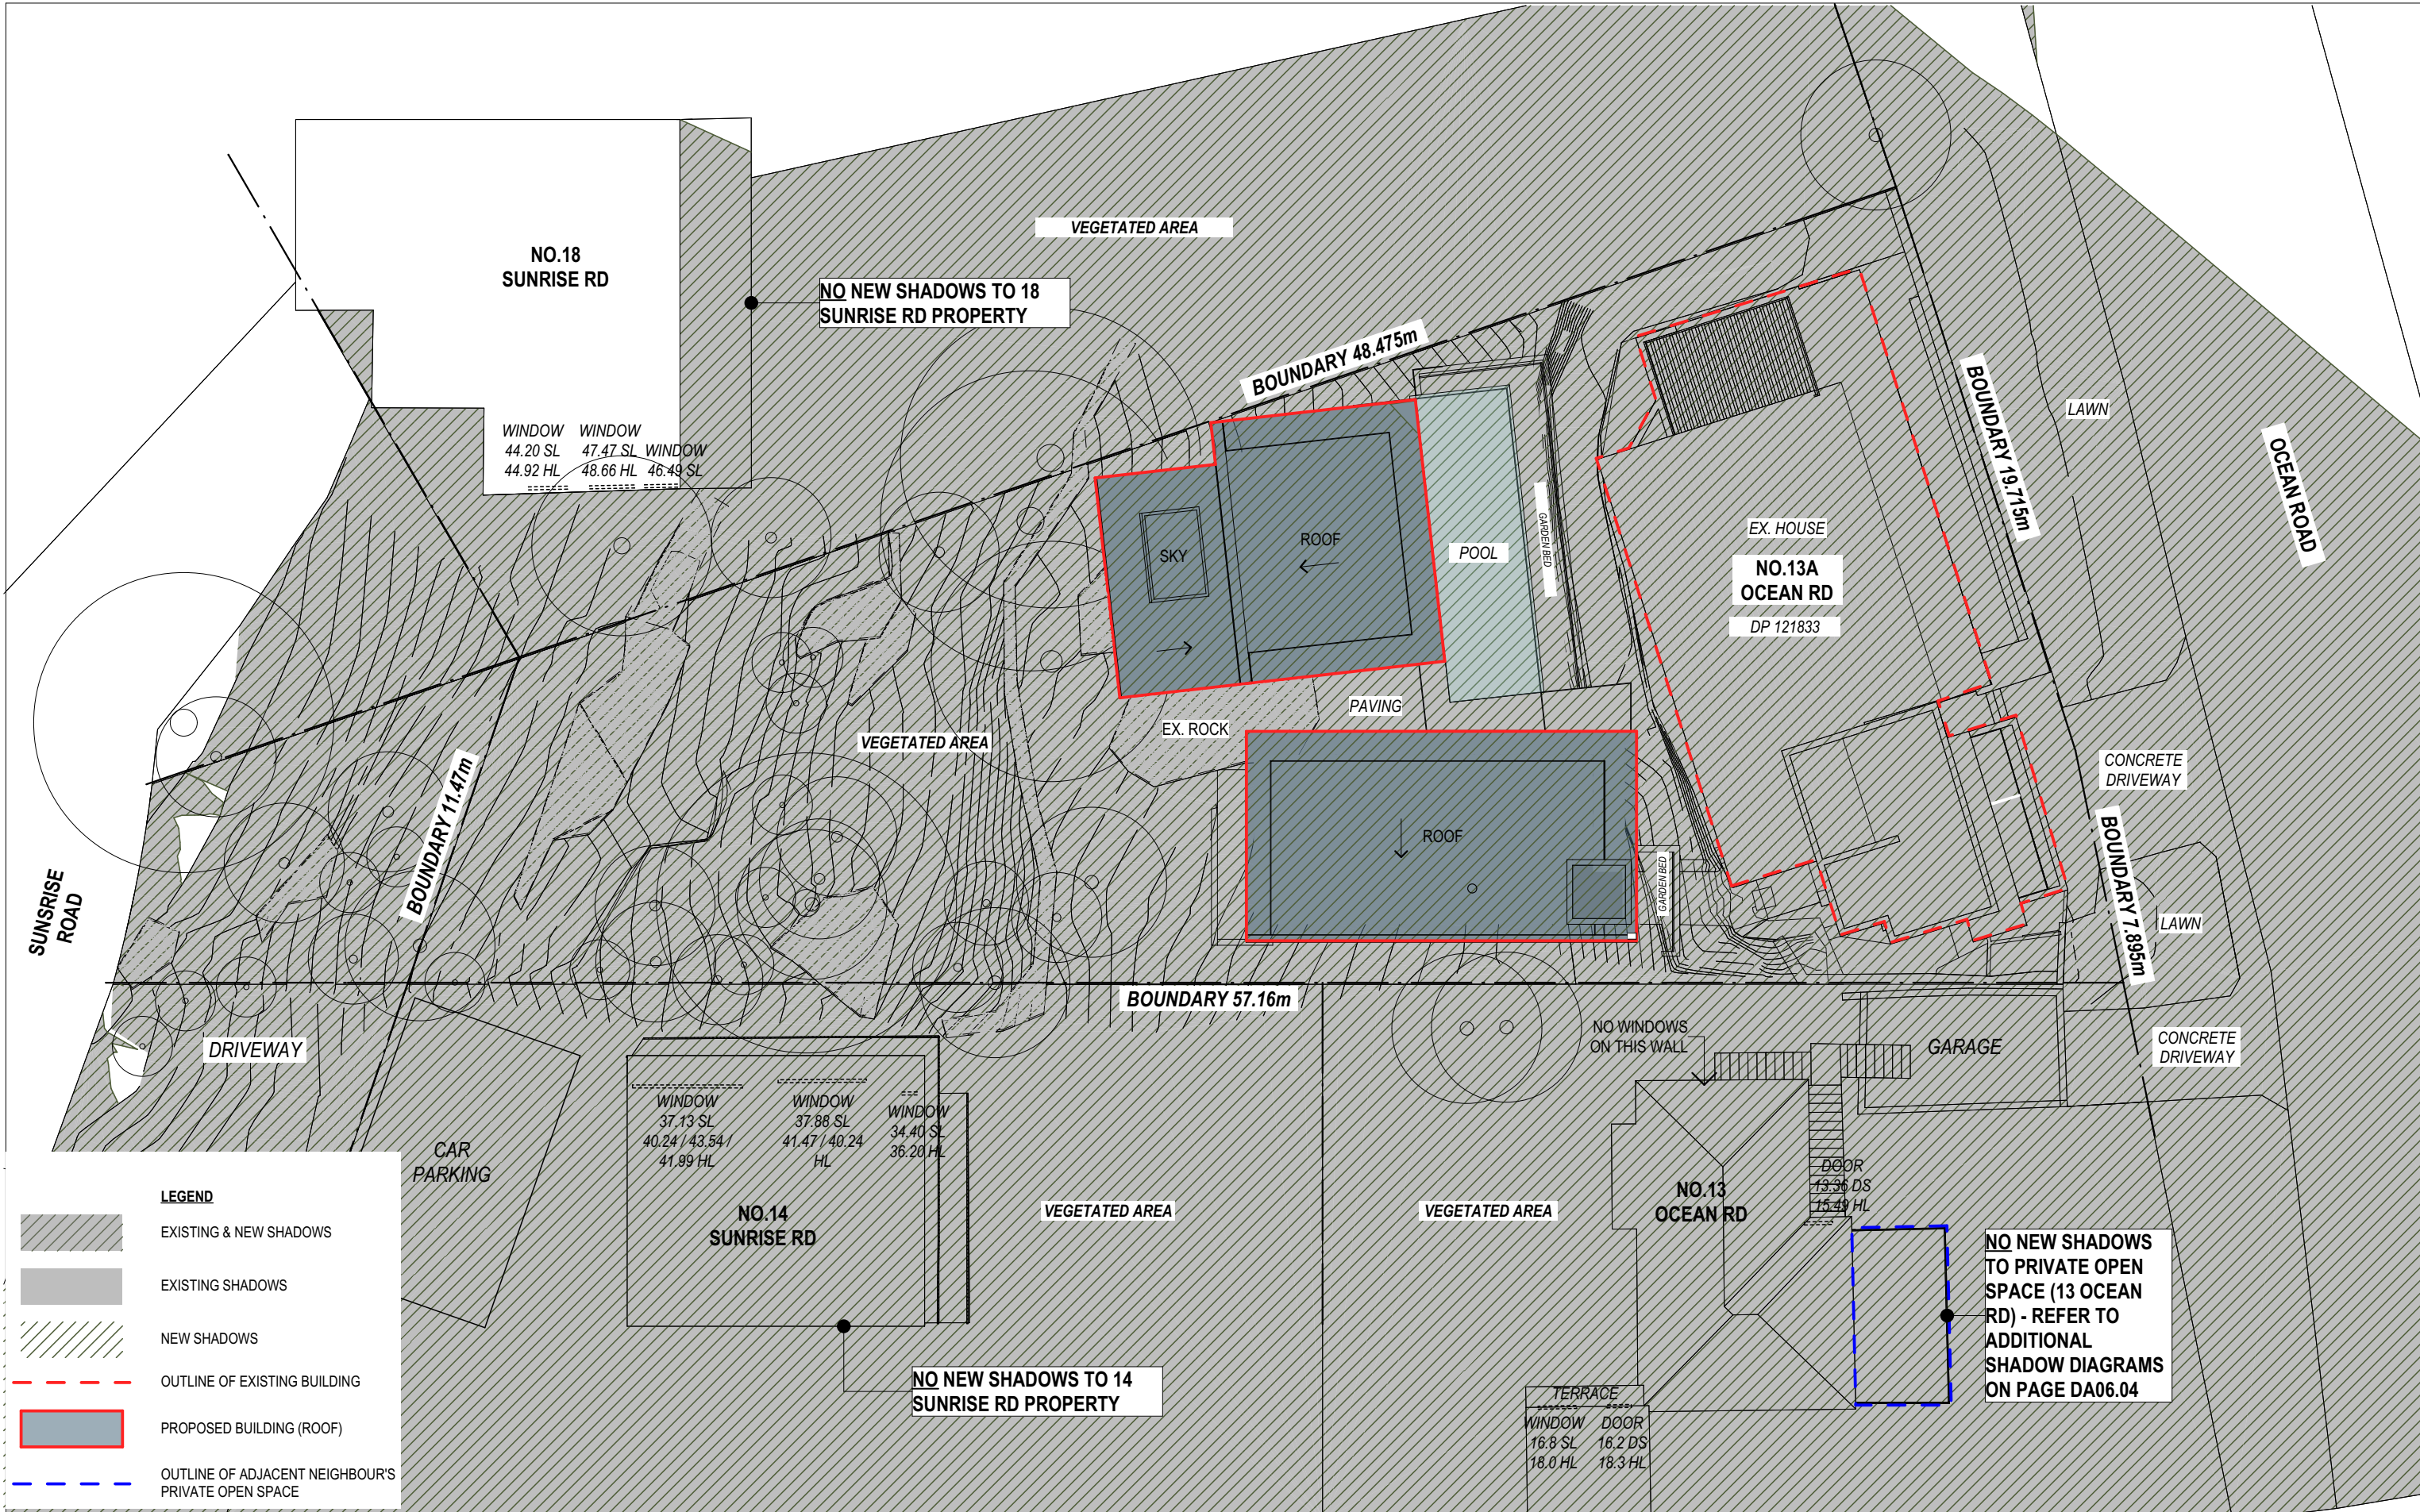 NO.18
SUNRISE RD
VEGETATED AREA
NO NEW SHADOWS TO 18
SUNRISE RD PROPERTY
BOUNDARY 48.475m
BOUNDARY 19.715m
LAWN
OCEAN ROAD
WINDOW
44.20 SL
44.92 HL
WINDOW
47.47 SL
48.66 HL
WINDOW
46.49 SL
SKY
ROOF
POOL
GARDEN BED
EX. HOUSE
NO.13A
OCEAN RD
DP 121833
PAVING
EX. ROCK
VEGETATED AREA
BOUNDARY 11.47m
CONCRETE
DRIVEWAY
ROOF
GARDEN BED
BOUNDARY 7.895m
LAWN
SUNSRISE
ROAD
BOUNDARY 57.16m
DRIVEWAY
NO WINDOWS
ON THIS WALL
GARAGE
CONCRETE
DRIVEWAY
WINDOW
37.13 SL
40.24 / 43.54 /
41.99 HL
WINDOW
37.88 SL
41.47 / 40.24
HL
WINDOW
34.40 SL
36.20 HL
CAR
PARKING
NO.14
SUNRISE RD
VEGETATED AREA
VEGETATED AREA
NO.13
OCEAN RD
DOOR
13.36 DS
15.49 HL
NO NEW SHADOWS
TO PRIVATE OPEN
SPACE (13 OCEAN
RD) - REFER TO
ADDITIONAL
SHADOW DIAGRAMS
ON PAGE DA06.04
NO NEW SHADOWS TO 14
SUNRISE RD PROPERTY
TERRACE
WINDOW
16.8 SL
18.0 HL
DOOR
16.2 DS
18.3 HL
LEGEND
EXISTING & NEW SHADOWS
EXISTING SHADOWS
NEW SHADOWS
OUTLINE OF EXISTING BUILDING
PROPOSED BUILDING (ROOF)
OUTLINE OF ADJACENT NEIGHBOUR'S
PRIVATE OPEN SPACE